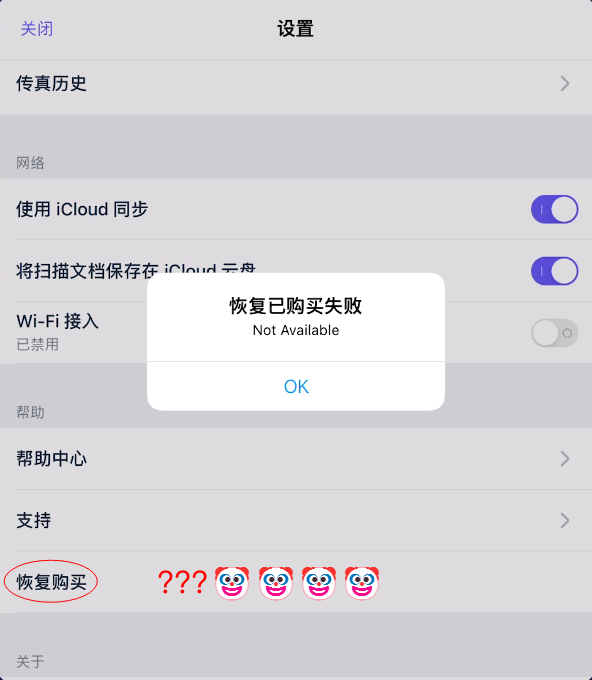 关闭
设置
传真历史
网络
使用 iCloud 同步
将扫描文档保存在 iCloud 云盘
恢复已购买失败
Not Available
Wi-Fi 接入
已禁用
OK
帮助
帮助中心
支持
恢复购买 ???🤡🤡🤡🤡
关于